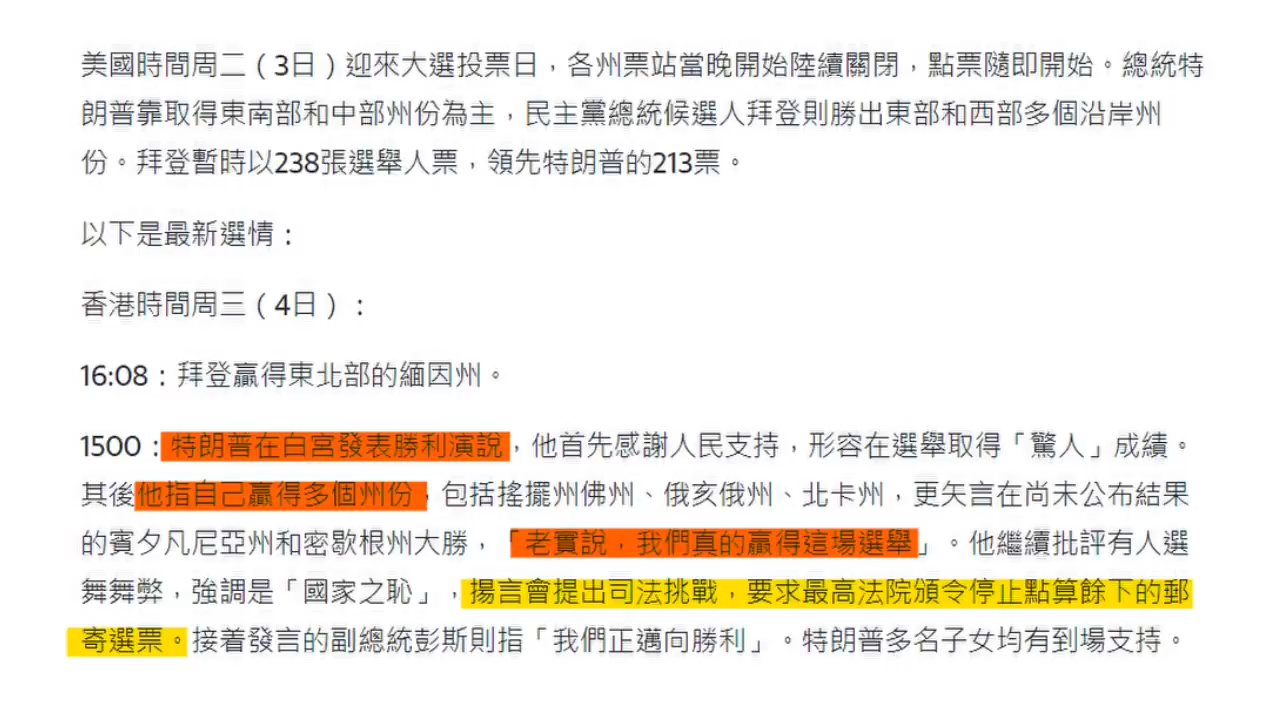 美國時間周二（3日）迎來大選投票日，各州票站當晚開始陸續關閉，點票隨即開始。總統特
朗普靠取得東南部和中部州份為主，民主黨總統候選人拜登則勝出東部和西部多個沿岸州
份。拜登暫時以238張選舉人票，領先特朗普的213票。
以下是最新選情：
香港時間周三（4日）：
16:08：拜登贏得東北部的緬因州。
1500：特朗普在白宮發表勝利演說，他首先感謝人民支持，形容在選舉取得「驚人」成績。
其後他指自己贏得多個州份，包括搖擺州佛州、俄亥俄州、北卡州，更矢言在尚未公布結果
的賓夕凡尼亞州和密歇根州大勝，「老實說，我們真的贏得這場選舉」。他繼續批評有人選
舞舞弊，強調是「國家之恥」，揚言會提出司法挑戰，要求最高法院頒令停止點算餘下的郵
寄選票。接着發言的副總統彭斯則指「我們正邁向勝利」。特朗普多名子女均有到場支持。